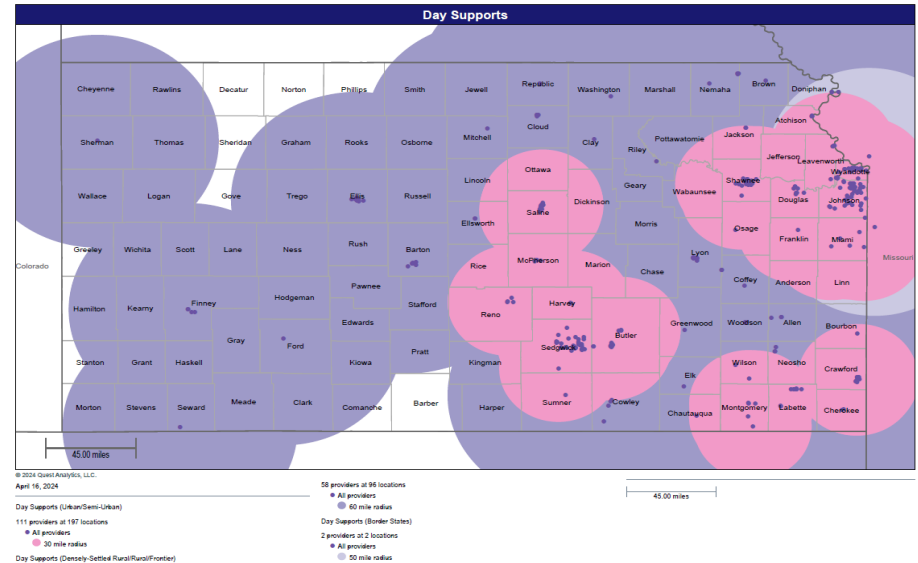 Day Supports
Cheyenne Rawlins Decatur Norton Phillips Smith Jewell Republic Washington Marshall Nemaha Brown Doniphan
Atchison
Sherman Thomas Sheridan Graham Rooks Osborne Mitchell Cloud Clay Riley Pottawatomie Jackson Jefferson Leavenworth
Wyandotte
Wallace Logan Gove Trego Ellis Russell Lincoln Ottawa Saline Dickinson Geary Wabaunsee Shawnee Douglas Johnson
Morris Osage
Greeley Wichita Scott Lane Ness Rush Barton Ellsworth Rice McPherson Marion Chase Lyon Franklin Miami
Colorado Missouri
Hamilton Kearny Finney Hodgeman Pawnee Stafford Reno Harvey Coffey Anderson Linn
Gray Ford Edwards Sedgwick Butler Greenwood Woodson Allen Bourbon
Stanton Grant Haskell Kiowa Pratt Kingman Elk Wilson Neosho Crawford
Morton Stevens Seward Meade Clark Comanche Barber Harper Sumner Cowley Chautauqua Montgomery Labette Cherokee
45.00 miles
© 2024 Quest Analytics, LLC.
April 16, 2024
Day Supports (Urban/Semi-Urban)
111 providers at 197 locations
All providers
30 mile radius
Day Supports (Densely-Settled Rural/Rural/Frontier)
58 providers at 96 locations
All providers
60 mile radius
Day Supports (Border States)
2 providers at 2 locations
All providers
50 mile radius
45.00 miles